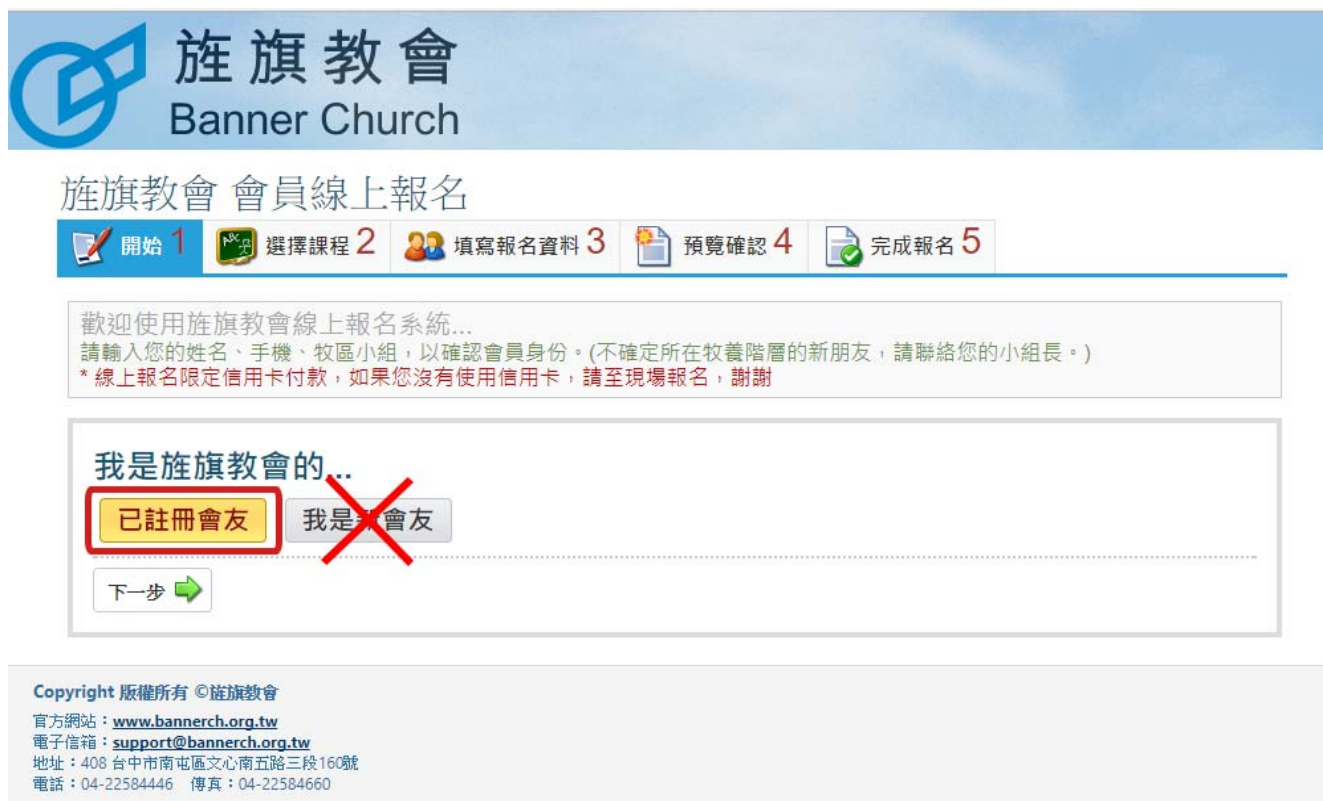 旌旗教會
Banner Church
旌旗教會 會員線上報名
開始 1 選擇課程 2 填寫報名資料 3 預覽確認 4 完成報名 5
歡迎使用旌旗教會線上報名系統...
請輸入您的姓名、手機、牧區小組，以確認會員身份。(不確定所在牧養階層的新朋友，請聯絡您的小組長。)
* 線上報名限定信用卡付款，如果您沒有使用信用卡，請至現場報名，謝謝
我是旌旗教會的...
已註冊會友 我是新會友
下一步
Copyright 版權所有 ©旌旗教會
官方網站：www.bannerch.org.tw
電子信箱：support@bannerch.org.tw
地址：408 台中市南屯區文心南五路三段160號
電話：04-22584446 傳真：04-22584660